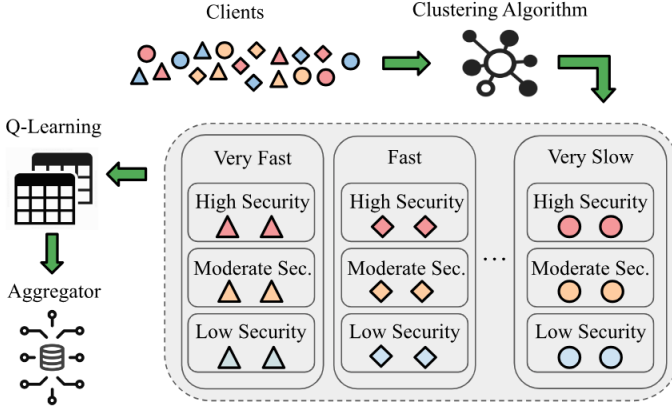 Clients
Clustering Algorithm
Q-Learning
Aggregator
Very Fast
High Security
Moderate Sec.
Low Security
Fast
High Security
Moderate Sec.
Low Security
...
Very Slow
High Security
Moderate Sec.
Low Security